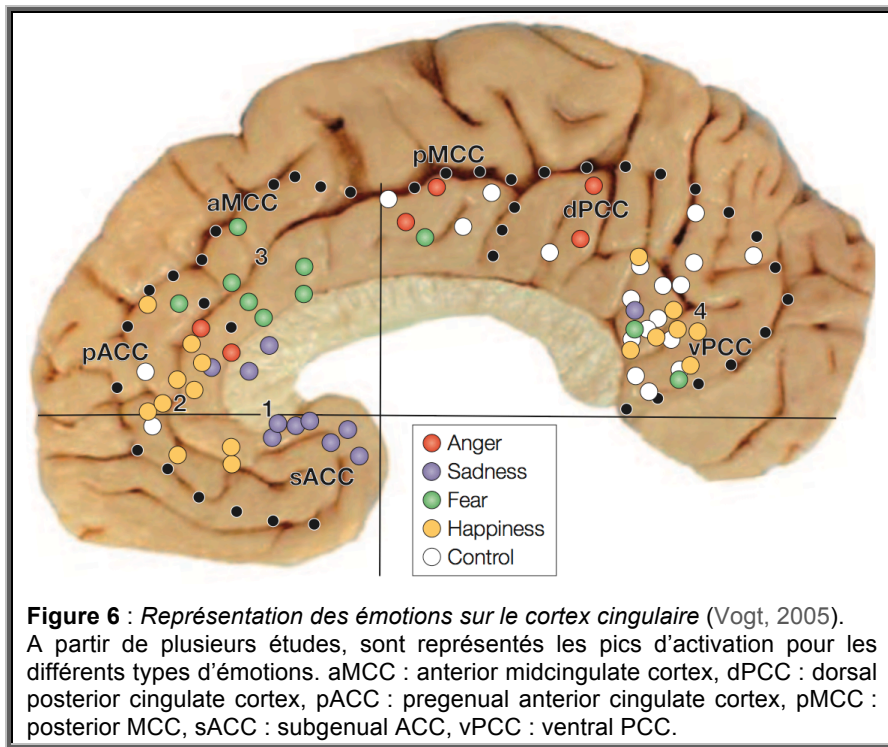 pMCC
aMCC
dPCC
3
4
pACC
vPCC
2
1
sACC
Anger
Sadness
Fear
Happiness
Control
Figure 6 : Représentation des émotions sur le cortex cingulaire (Vogt, 2005).
A partir de plusieurs études, sont représentés les pics d’activation pour les
différents types d’émotions. aMCC : anterior midcingulate cortex, dPCC : dorsal
posterior cingulate cortex, pACC : pregenual anterior cingulate cortex, pMCC :
posterior MCC, sACC : subgenual ACC, vPCC : ventral PCC.